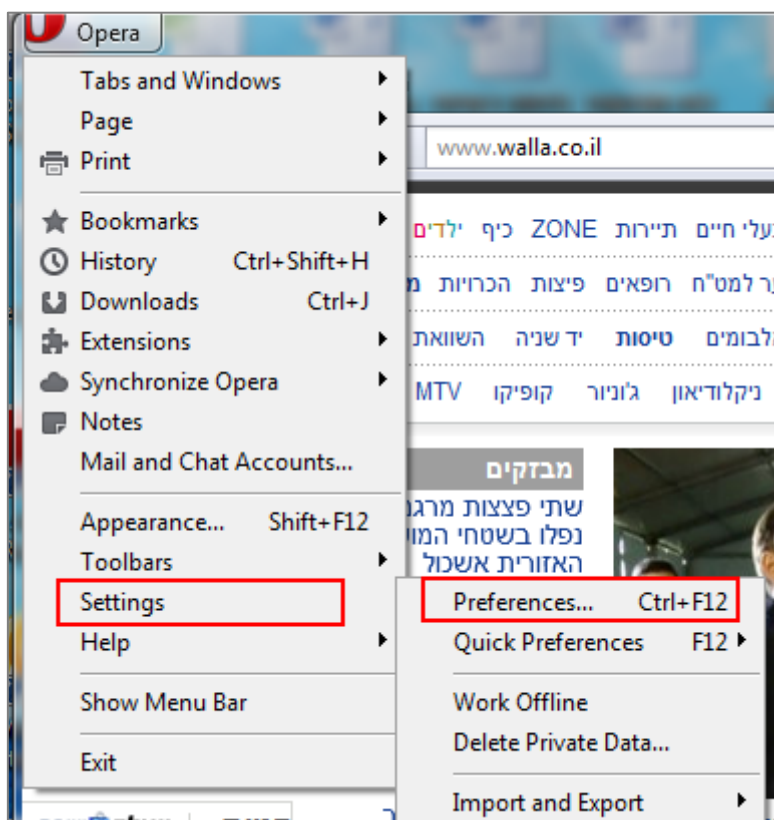 Opera
Tabs and Windows
Page
Print
Bookmarks
History Ctrl+Shift+H
Downloads Ctrl+J
Extensions
Synchronize Opera
Notes
Mail and Chat Accounts...
Appearance... Shift+F12
Toolbars
Settings
Help
Show Menu Bar
Exit
www.walla.co.il
חיים תיירות ZONE כיף ילדים
למט"ח רופאים פיצות הכרויות
טיסות יד שניה השוואת
ניקלודיאון ג'וניור קופיקו MTV
מבזקים
שתי פצצות
נפלו בשטחי
האזורית אשכול
Preferences... Ctrl+F12
Quick Preferences F12
Work Offline
Delete Private Data...
Import and Export